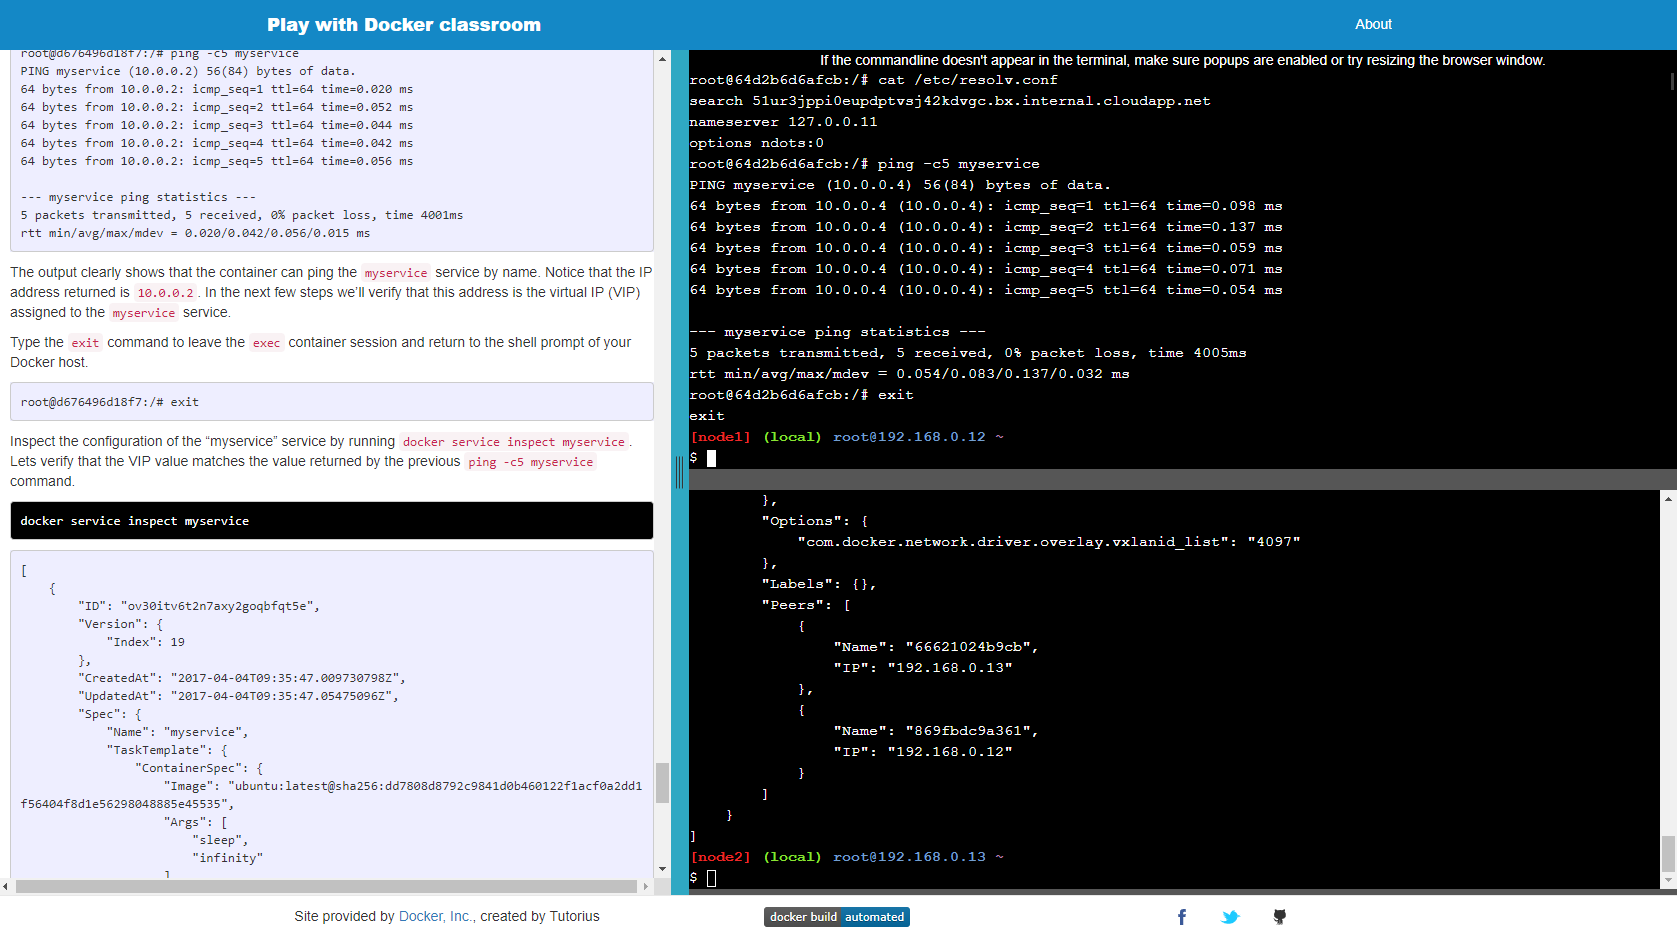 Play with Docker classroom
About
root@d676496d18f7:/# ping -c5 myservice
PING myservice (10.0.0.2) 56(84) bytes of data.
64 bytes from 10.0.0.2: icmp_seq=1 ttl=64 time=0.020 ms
64 bytes from 10.0.0.2: icmp_seq=2 ttl=64 time=0.052 ms
64 bytes from 10.0.0.2: icmp_seq=3 ttl=64 time=0.044 ms
64 bytes from 10.0.0.2: icmp_seq=4 ttl=64 time=0.042 ms
64 bytes from 10.0.0.2: icmp_seq=5 ttl=64 time=0.056 ms
--- myservice ping statistics ---
5 packets transmitted, 5 received, 0% packet loss, time 4001ms
rtt min/avg/max/mdev = 0.020/0.042/0.056/0.015 ms
The output clearly shows that the container can ping the myservice service by name. Notice that the IP
address returned is 10.0.0.2. In the next few steps we'll verify that this address is the virtual IP (VIP)
assigned to the myservice service.
Type the exit command to leave the exec container session and return to the shell prompt of your
Docker host.
root@d676496d18f7:/# exit
Inspect the configuration of the “myservice” service by running docker service inspect myservice.
Lets verify that the VIP value matches the value returned by the previous ping -c5 myservice
command.
docker service inspect myservice
[
{
"ID": "ov30itv6t2n7axy2goqbfqt5e",
"Version": {
"Index": 19
},
"CreatedAt": "2017-04-04T09:35:47.009730798Z",
"UpdatedAt": "2017-04-04T09:35:47.05475096Z",
"Spec": {
"Name": "myservice",
"TaskTemplate": {
"ContainerSpec": {
"Image": "ubuntu:latest@sha256:dd7808d8792c9841d0b460122f1acf0a2dd1
f56404f8d1e56298048885e45535",
"Args": [
"sleep",
"infinity"
]
If the commandline doesn't appear in the terminal, make sure popups are enabled or try resizing the browser window.
root@64d2b6d6afcb:/# cat /etc/resolv.conf
search 51ur3jppi0eupdptvsj42kdvgc.bx.internal.cloudapp.net
nameserver 127.0.0.11
options ndots:0
root@64d2b6d6afcb:/# ping -c5 myservice
PING myservice (10.0.0.4) 56(84) bytes of data.
64 bytes from 10.0.0.4 (10.0.0.4): icmp_seq=1 ttl=64 time=0.098 ms
64 bytes from 10.0.0.4 (10.0.0.4): icmp_seq=2 ttl=64 time=0.137 ms
64 bytes from 10.0.0.4 (10.0.0.4): icmp_seq=3 ttl=64 time=0.059 ms
64 bytes from 10.0.0.4 (10.0.0.4): icmp_seq=4 ttl=64 time=0.071 ms
64 bytes from 10.0.0.4 (10.0.0.4): icmp_seq=5 ttl=64 time=0.054 ms
--- myservice ping statistics ---
5 packets transmitted, 5 received, 0% packet loss, time 4005ms
rtt min/avg/max/mdev = 0.054/0.083/0.137/0.032 ms
root@64d2b6d6afcb:/# exit
exit
[node1] (local) root@192.168.0.12 ~
$
},
"Options": {
"com.docker.network.driver.overlay.vxlanid_list": "4097"
},
"Labels": {},
"Peers": [
{
"Name": "66621024b9cb",
"IP": "192.168.0.13"
},
{
"Name": "869fbdc9a361",
"IP": "192.168.0.12"
}
]
}
]
[node2] (local) root@192.168.0.13 ~
$
Site provided by Docker, Inc., created by Tutorius
docker build automated